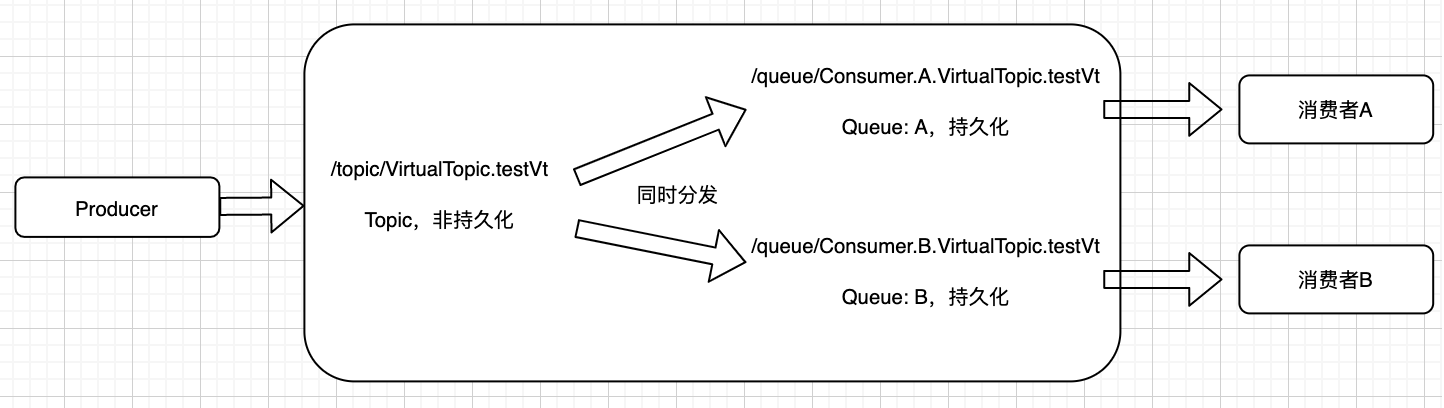 Producer
/topic/VirtualTopic.testVt
Topic，非持久化
同时分发
/queue/Consumer.A.VirtualTopic.testVt
Queue: A，持久化
/queue/Consumer.B.VirtualTopic.testVt
Queue: B，持久化
消费者A
消费者B